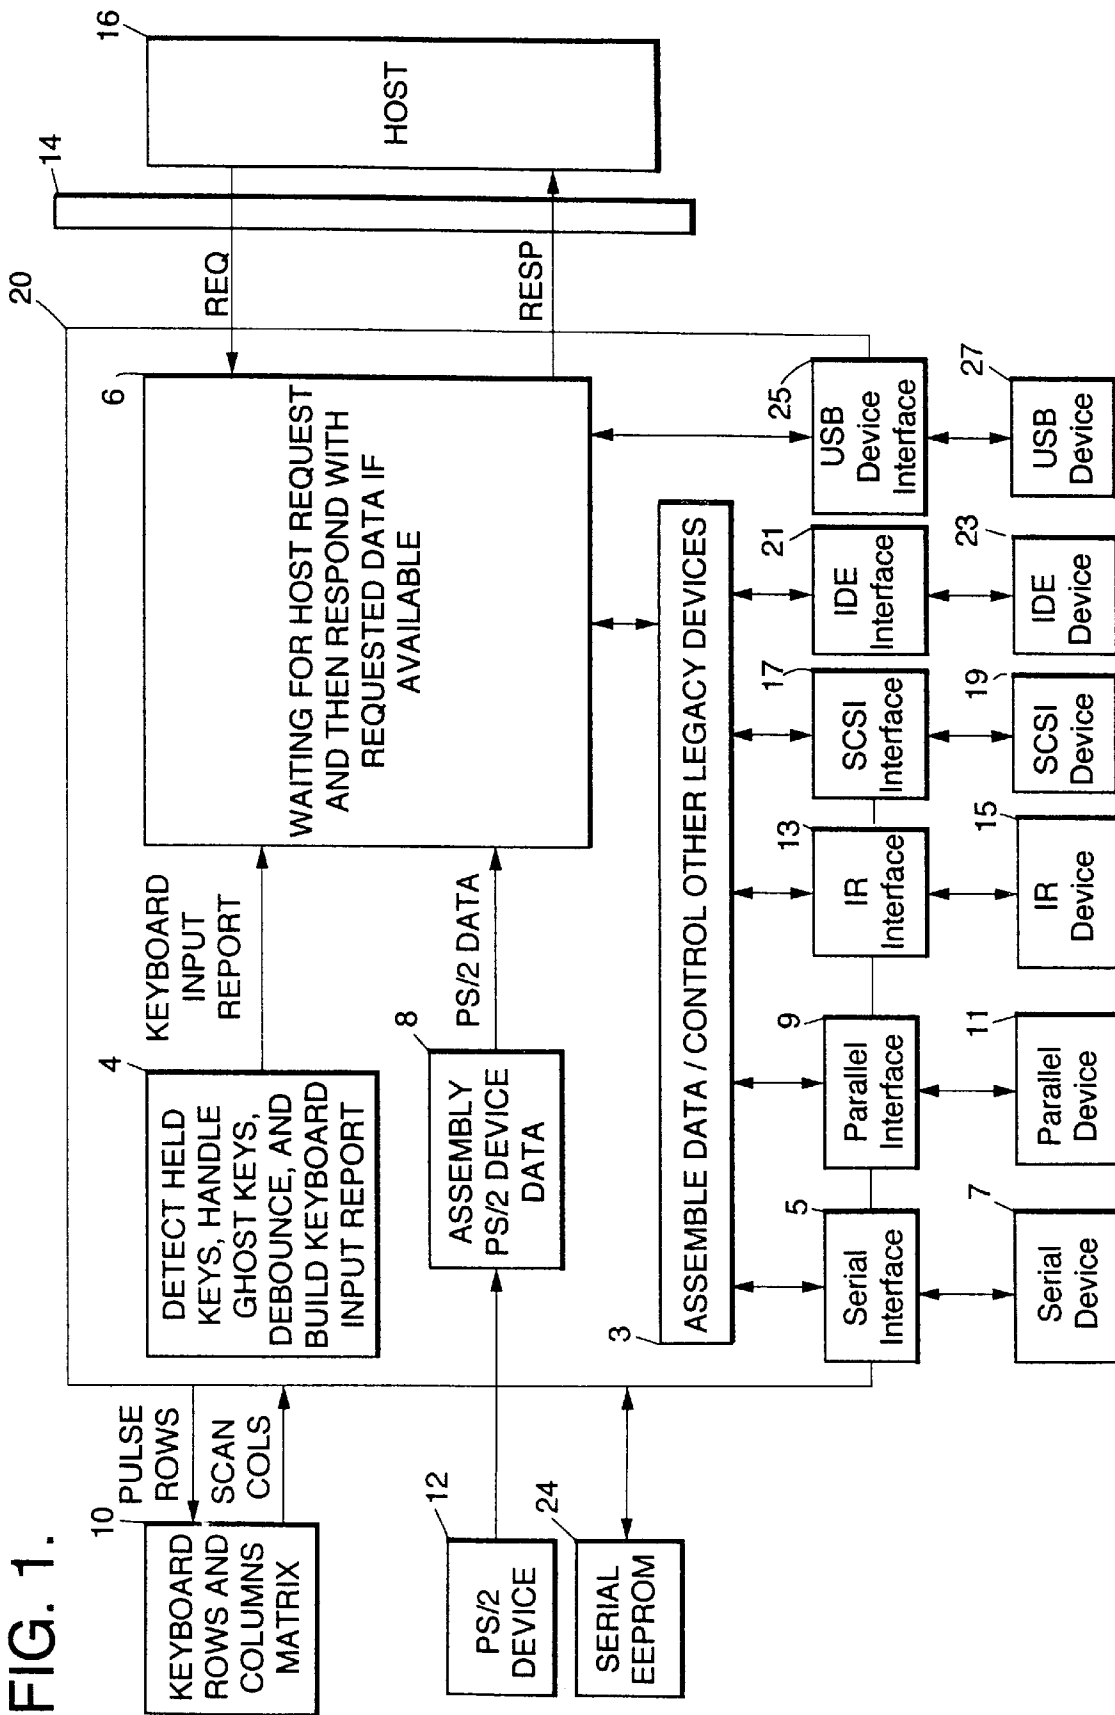 FIG. 1.
10
KEYBOARD
ROWS AND
COLUMNS
MATRIX
PULSE
ROWS
SCAN
COLS
12
PS/2
DEVICE
24
SERIAL
EEPROM
20
4
DETECT HELD
KEYS, HANDLE
GHOST KEYS,
DEBOUNCE, AND
BUILD KEYBOARD
INPUT REPORT
KEYBOARD
INPUT
REPORT
8
ASSEMBLY
PS/2 DEVICE
DATA
PS/2 DATA
6
WAITING FOR HOST REQUEST
AND THEN RESPOND WITH
REQUESTED DATA IF
AVAILABLE
REQ
RESP
14
16
HOST
3
ASSEMBLE DATA / CONTROL OTHER LEGACY DEVICES
5
Serial
Interface
9
Parallel
Interface
13
IR
Interface
17
SCSI
Interface
21
IDE
Interface
25
USB
Device
Interface
7
Serial
Device
11
Parallel
Device
15
IR
Device
19
SCSI
Device
23
IDE
Device
27
USB
Device